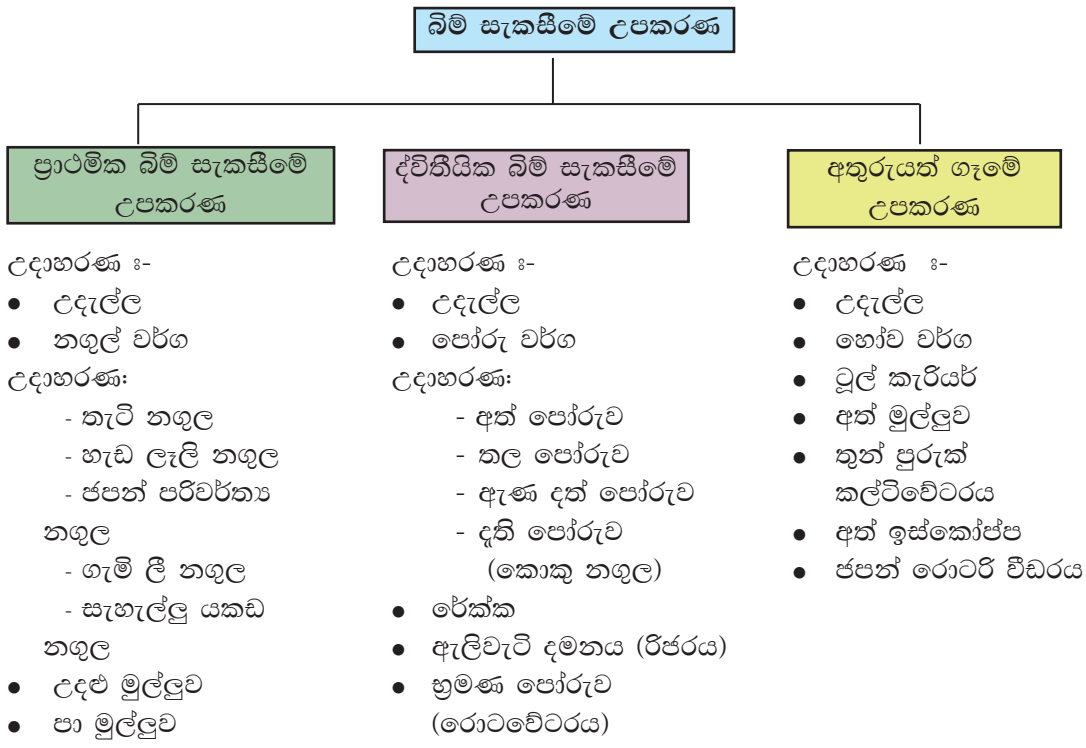 බිම් සැකසීමේ උපකරණ
ප්‍රාථමික බිම් සැකසීමේ
උපකරණ
උදාහරණ ඃ-
● උදැල්ල
● නගුල් වර්ග
උදාහරණ:
- තැටි නගුල
- හැඩ ලෑලි නගුල
- ජපන් පරිවර්ත්‍ය
නගුල
- ගැමි ලී නගුල
- සැහැල්ලු යකඩ
නගුල
● උදළු මුල්ලුව
● පා මුල්ලුව
ද්විතීයික බිම් සැකසීමේ
උපකරණ
උදාහරණ ඃ-
● උදැල්ල
● පෝරු වර්ග
උදාහරණ:
- අත් පෝරුව
- තල පෝරුව
- ඇණ දත් පෝරුව
- දැති පෝරුව
(කොකු නගුල)
● රේක්ක
● ඇලිවැටි දමනය (රිජරය)
● භ්‍රමණ පෝරුව
(රොටවේටරය)
අතුරුයත් ගෑමේ
උපකරණ
උදාහරණ ඃ-
● උදැල්ල
● හෝව වර්ග
● ටූල් කැරියර්
● අත් මුල්ලුව
● තුන් පුරුක්
කල්ටිවේටරය
● අත් ඉස්කෝප්ප
● ජපන් රොටරි වීඩරය